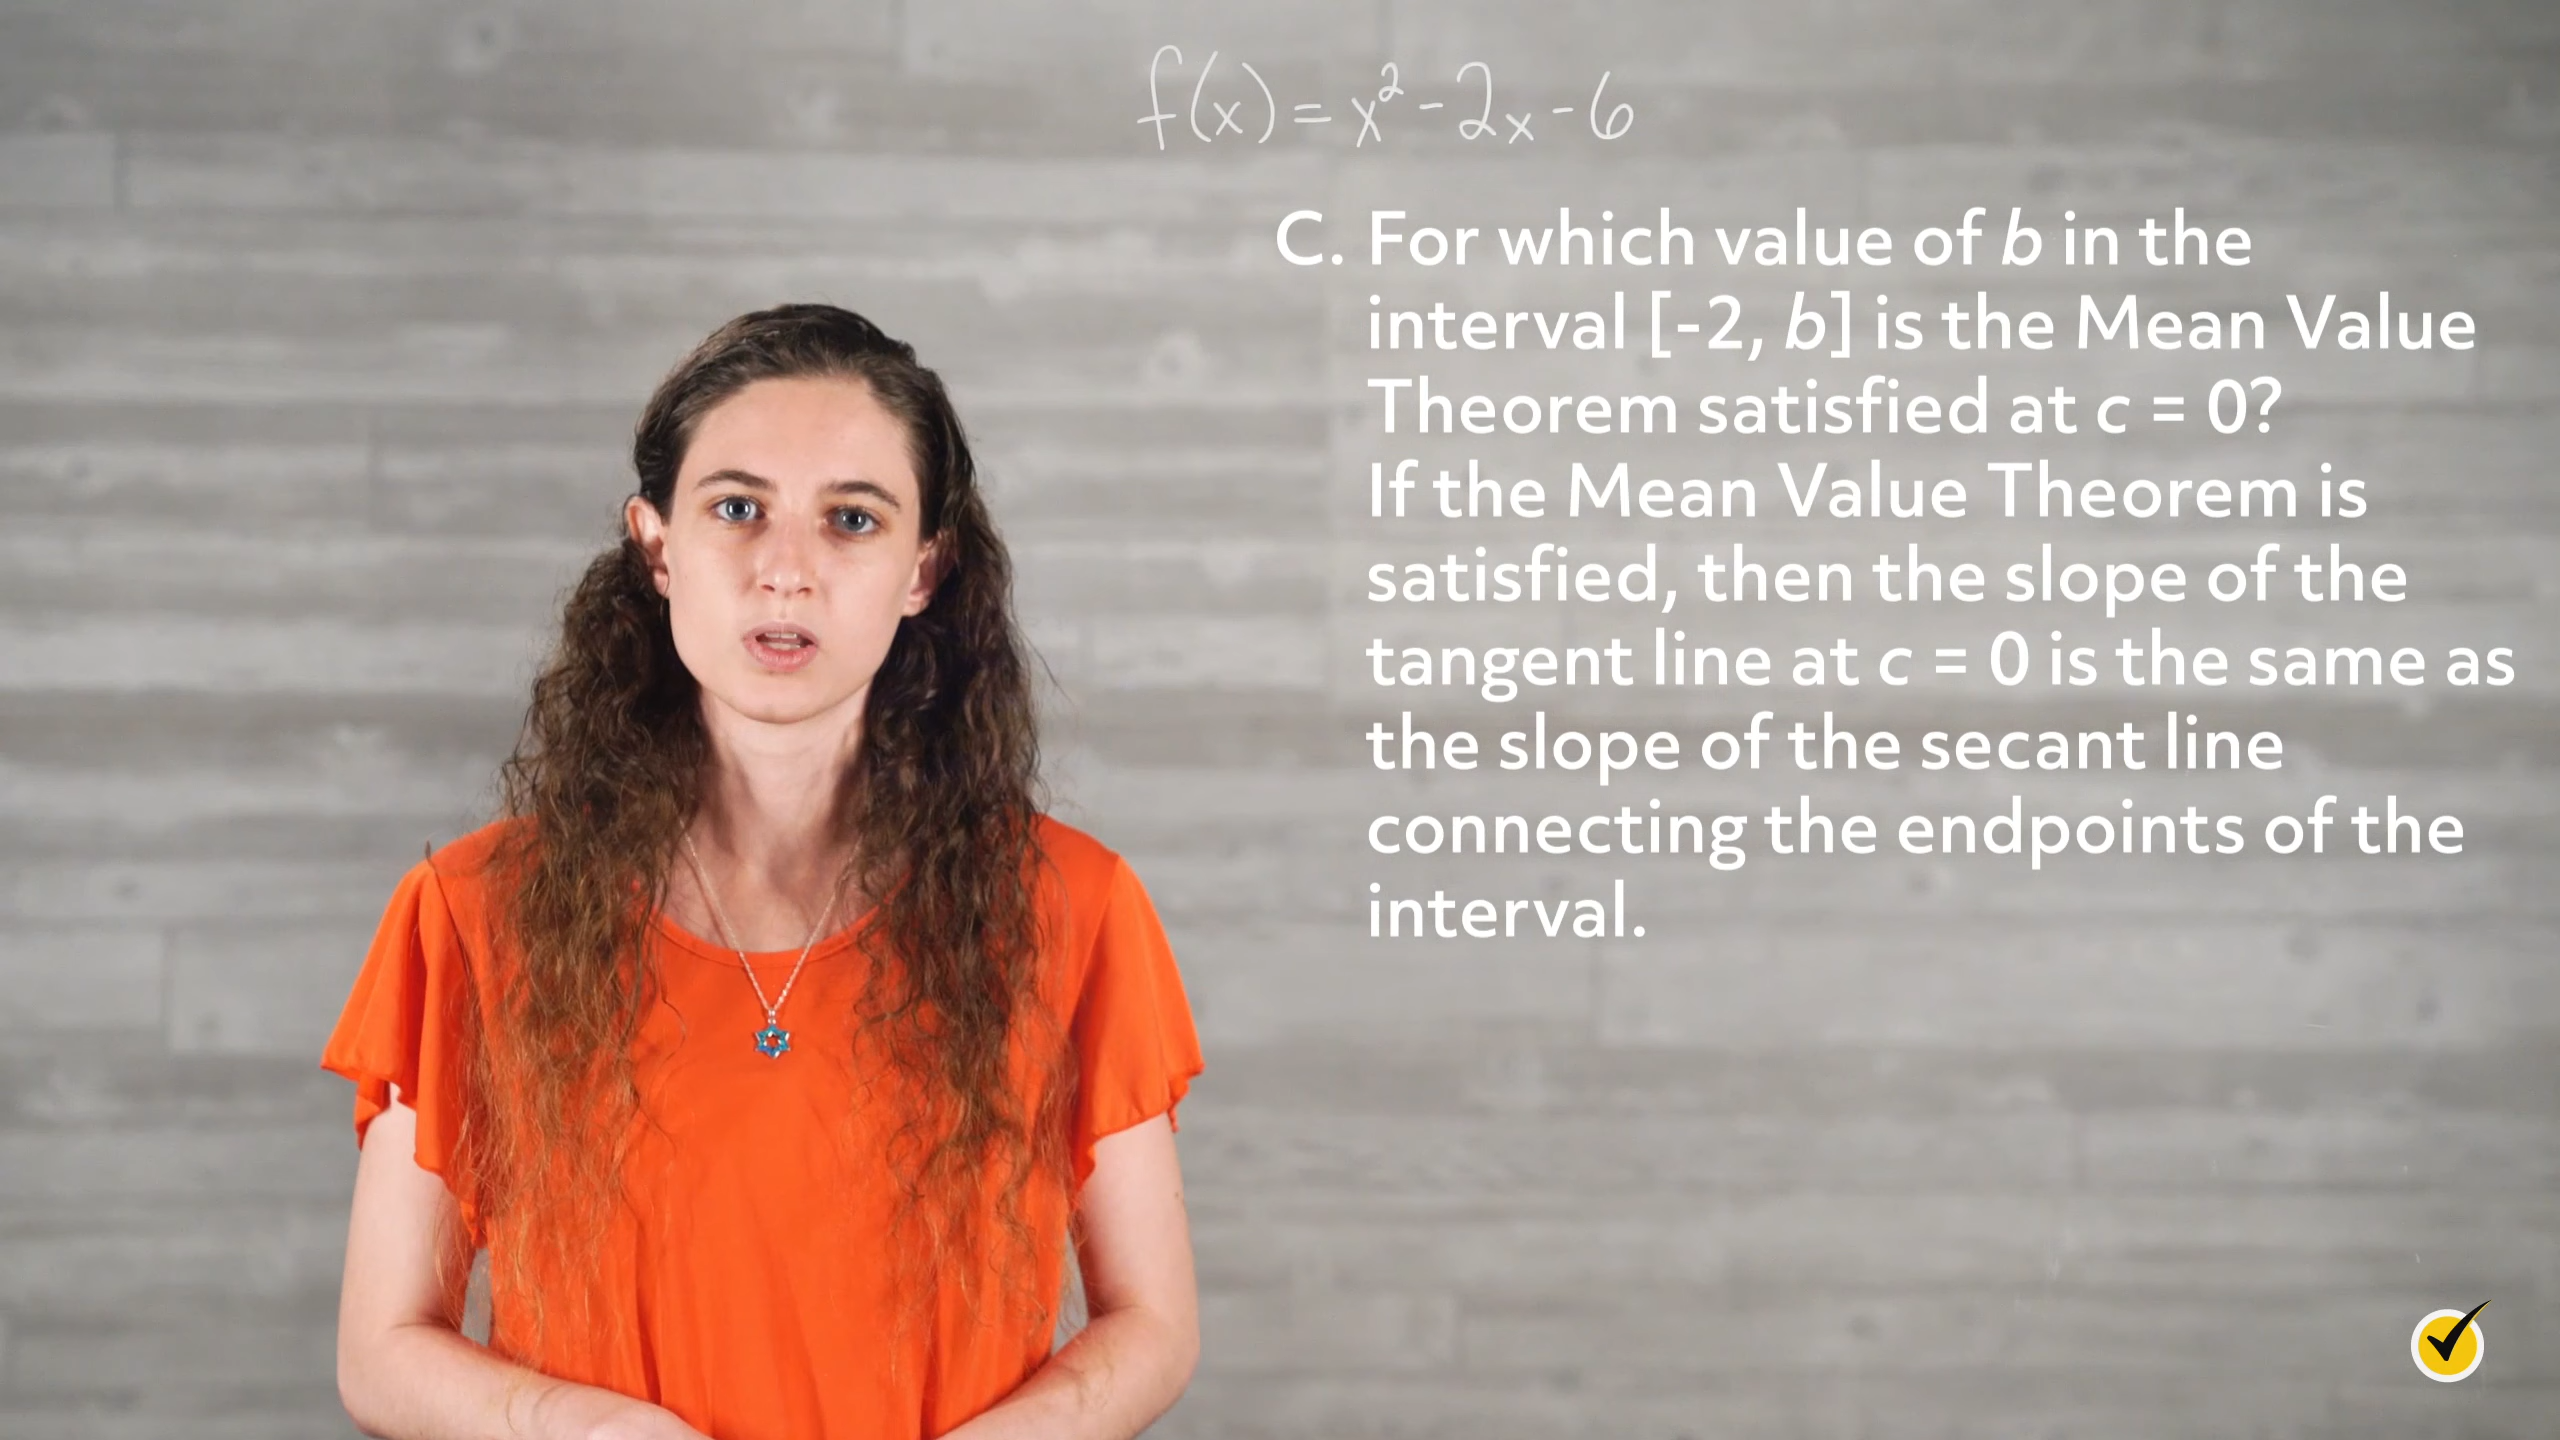 f(x) = x² - 2x - 6
C. For which value of b in the
interval [-2, b] is the Mean Value
Theorem satisfied at c = 0?
If the Mean Value Theorem is
satisfied, then the slope of the
tangent line at c = 0 is the same as
the slope of the secant line
connecting the endpoints of the
interval.